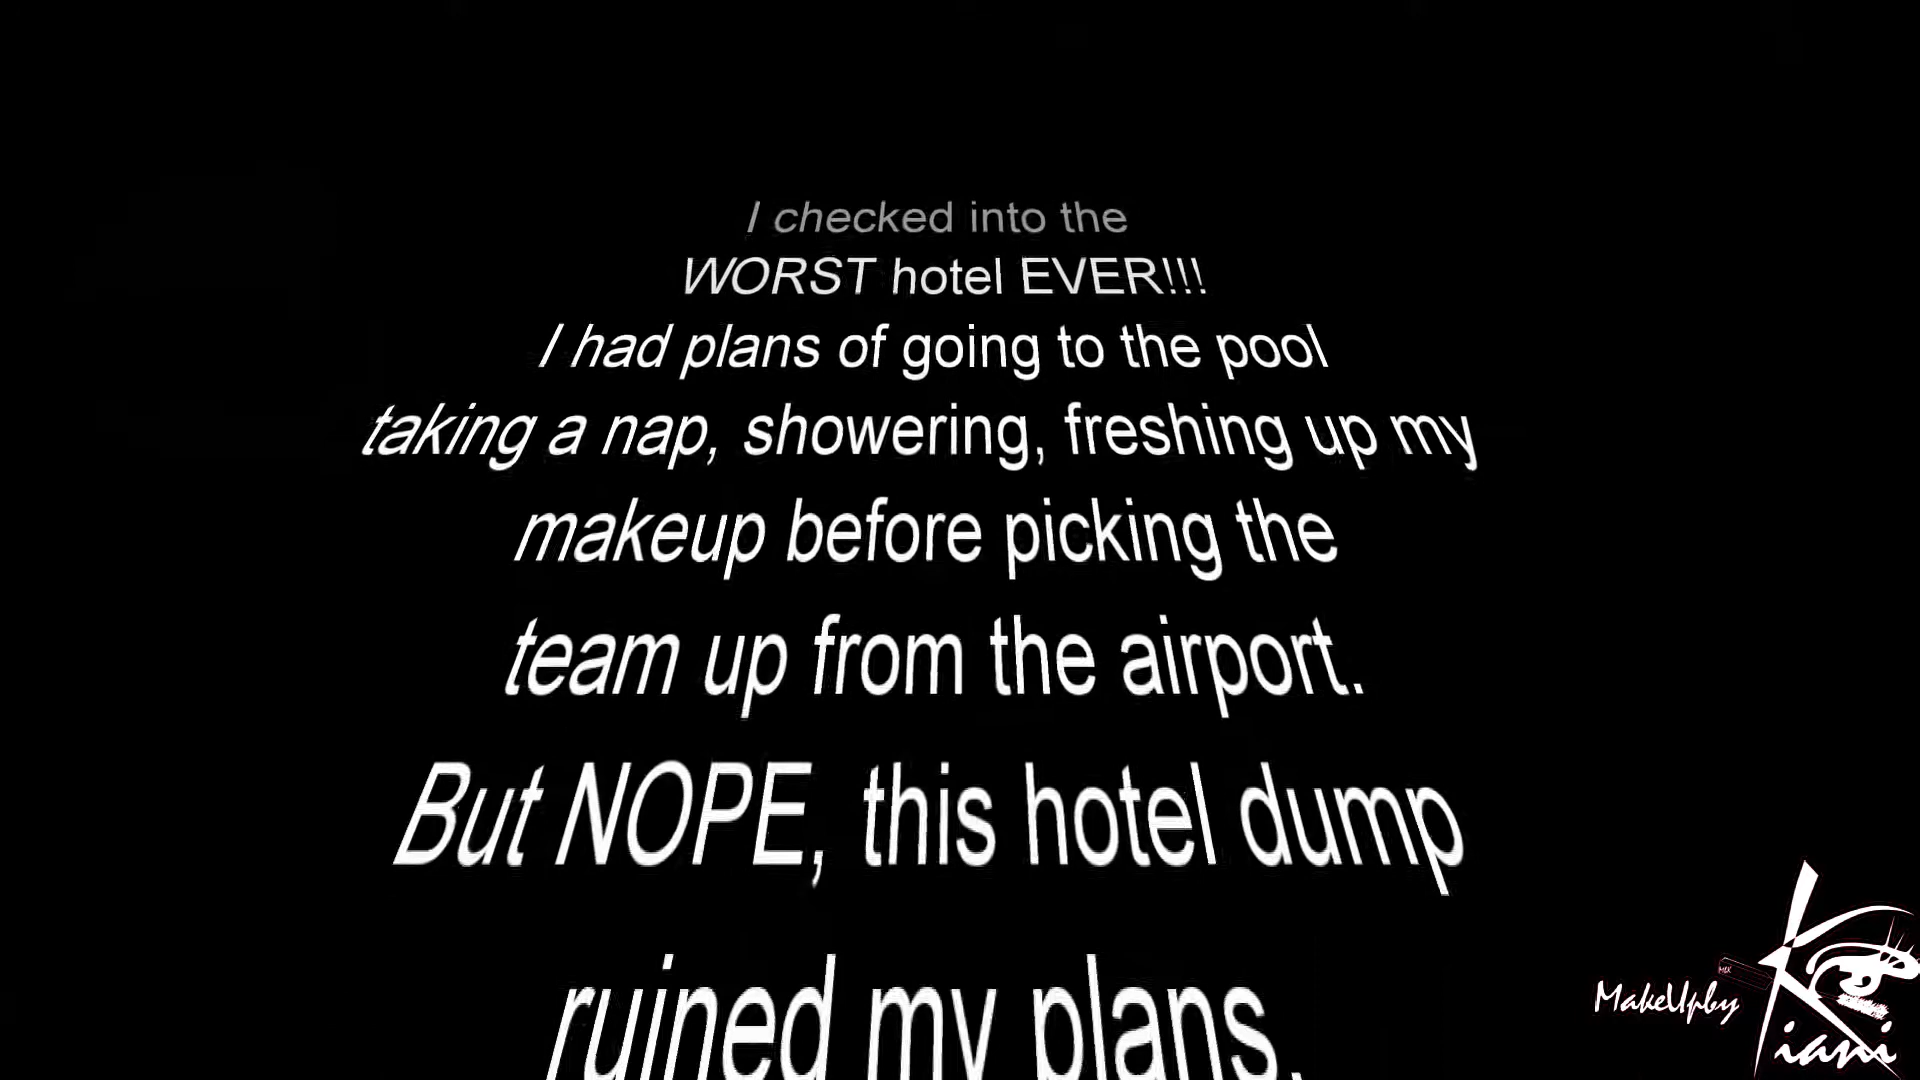 I checked into the
WORST hotel EVER!!!
I had plans of going to the pool
taking a nap, showering, freshing up my
makeup before picking the
team up from the airport.
But NOPE, this hotel dump
ruined my plans.
MakeUpby
Kiani